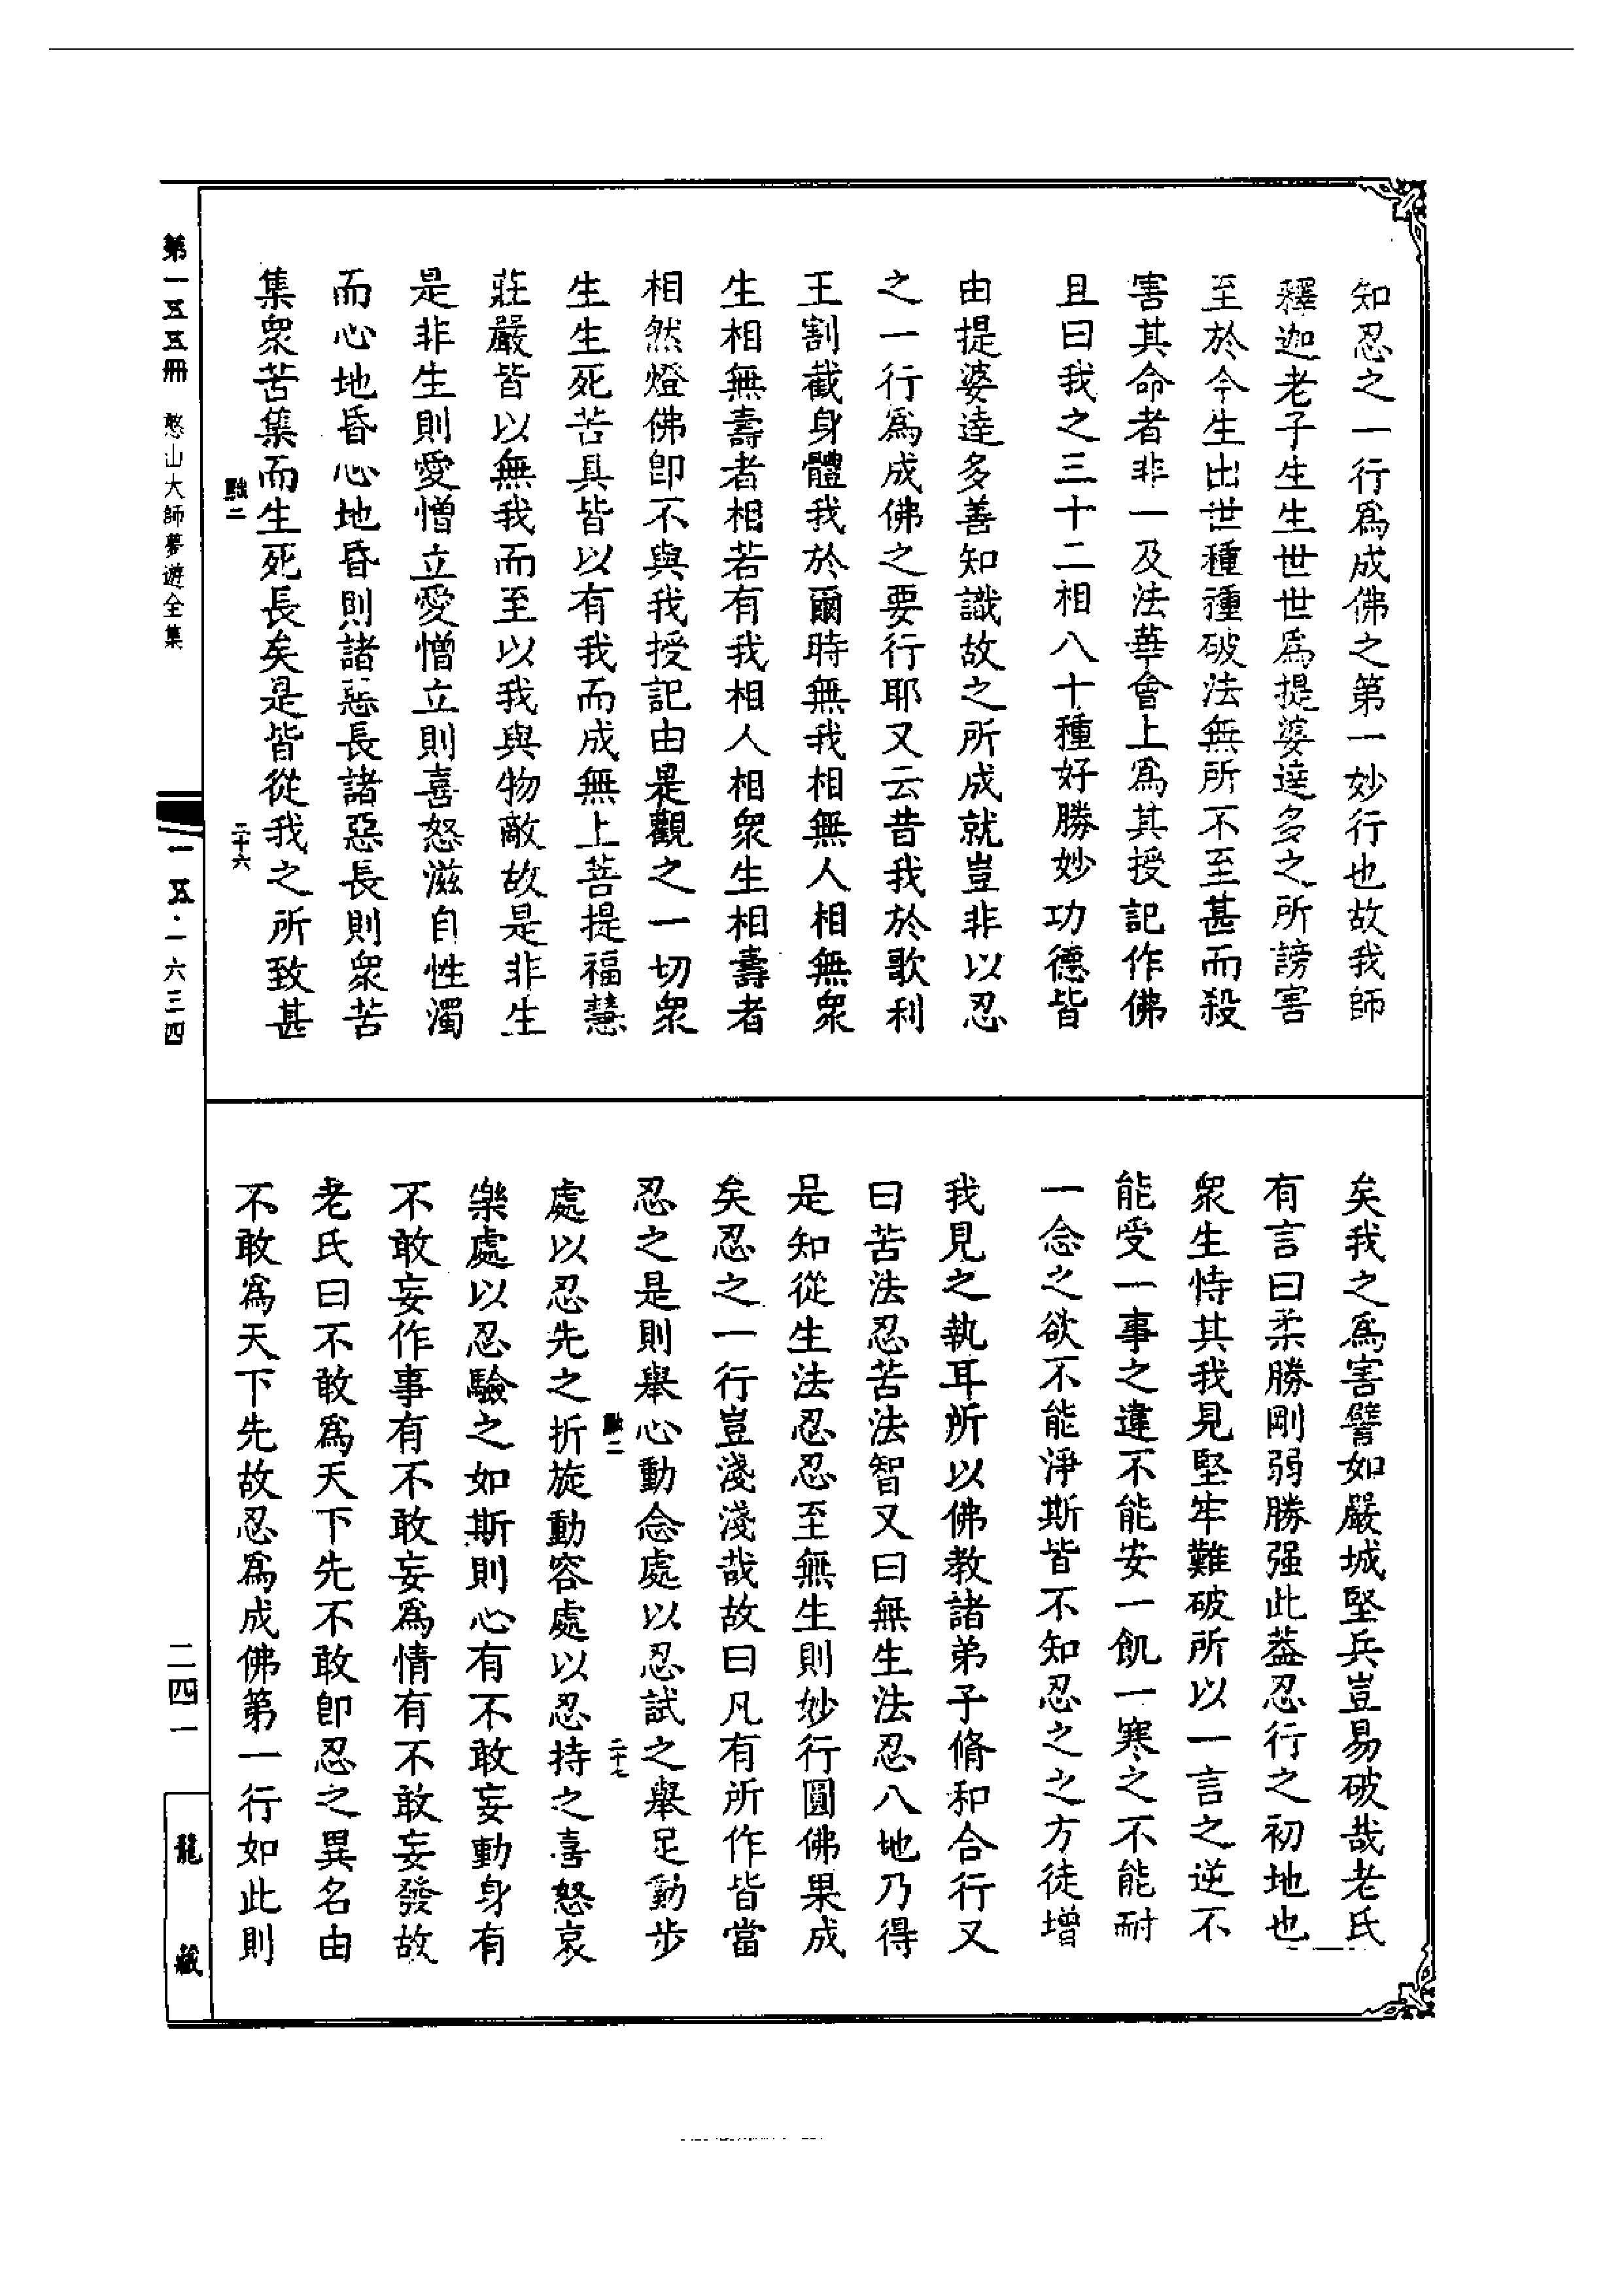 知忍之一行爲成佛之第一妙行也故我師
釋迦老子生生世世爲提婆達多之所謗害
至於今生出世種種破法無所不至甚而殺
害其命者非一及法華會上爲其授記作佛
且曰我之三十二相八十種好勝妙功德皆
由提婆達多善知識故之所成就豈非以忍
之一行爲成佛之要行耶又云昔我於歌利
王割截身體我於爾時無我相無人相無衆
生相無壽者相若有我相人相衆生相壽者
相然燈佛卽不與我授記由是觀之一切衆
生生死苦具皆以有我而成無上菩提福慧
莊嚴皆以無我而至以我與物敵故是非生
是非生則愛憎立愛憎立則喜怒滋自性濁
而心地昏心地昏則諸惡長諸惡長則衆苦
集衆苦集而生死長矣是皆從我之所致甚
二十六
矣我之爲害譬如嚴城堅兵豈易破哉老氏
有言曰柔勝剛弱勝强此葢忍行之初地也
衆生恃其我見堅牢難破所以一言之逆不
能受一事之違不能安一飢一寒之不能耐
一念之欲不能淨斯皆不知忍之之方徒增
我見之執耳所以佛教諸弟子脩和合行又
曰苦法忍苦法智又曰無生法忍八地乃得
是知從生法忍忍至無生則妙行圓佛果成
矣忍之一行豈淺淺哉故曰凡有所作皆當
忍之是則舉心動念處以忍試之舉足動步
二十七
處以忍先之折旋動容處以忍持之喜怒哀
樂處以忍驗之如斯則心有不敢妄動身有
不敢妄作事有不敢妄爲情有不敢妄發故
老氏曰不敢爲天下先不敢卽忍之異名由
不敢爲天下先故忍爲成佛第一行如此則
第一五五冊 憨山大師夢遊全集
一五五·一六三四
二四一
龍藏